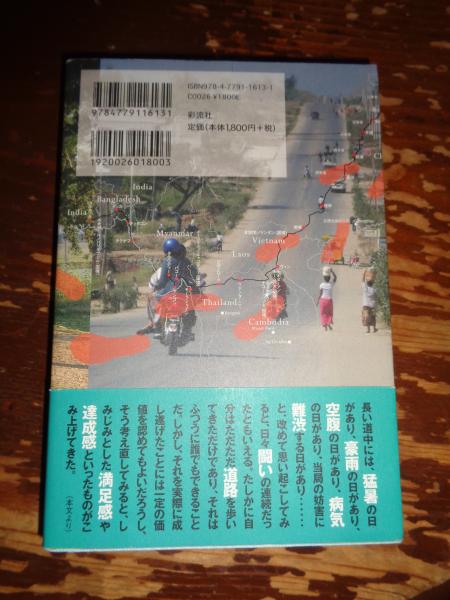 ISBN978-4-7791-1613-1
C0026 ¥1800E
彩流社
定価(本体1,800円+税)
9784779116131
1920026018003
India
India
Bangladesh
Myanmar
Vietnam
Laos
Thailand
Bangkok
Cambodia
長い道中には、猛暑の日
があり、豪雨の日があり、
空腹の日があり、病気
の日があり、当局の妨害に
難渋する日があり……
と、改めて思い起こしてみ
ると、日々闘いの連続だっ
たともいえる。たしかに自
分はただただ道路を歩い
てきただけであり、それは
ふつうに誰でもできること
だ。しかし、それを実際に成
し遂げたことには一定の価
値を認めてもよいだろうし、
そう考え直してみると、し
みじみとした満足感や
達成感といったものがこ
み上げてきた。
(本文より)